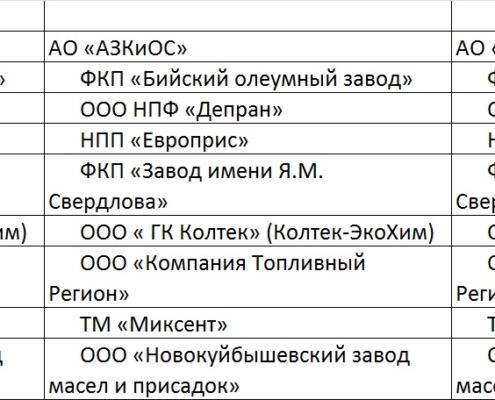 АО «АЗКиОС» АО «
» ФКП «Бийский олеумный завод» Ф
ООО НПФ «Депран» О
НПП «Европрис» Н
ФКП «Завод имени Я.М. Ф
Свердлова» Свер
им) ООО « ГК Колтек» (Колтек-ЭкоХим) О
ООО «Компания Топливный О
Регион» Реги
ТМ «Миксент» Т
д ООО «Новокуйбышевский завод О
масел и присадок» масе